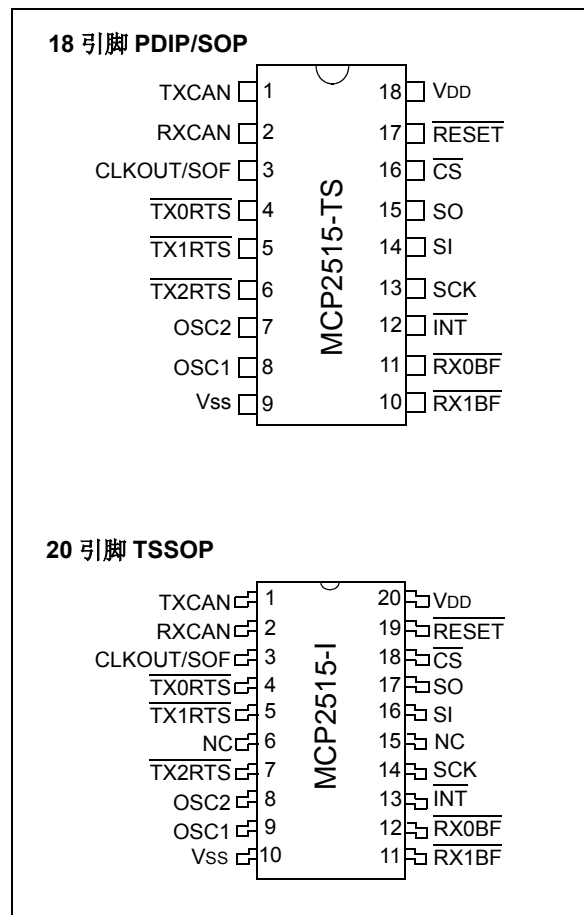 18 引脚 PDIP/SOP
TXCAN 1 18 VDD
RXCAN 2 17 RESET
CLKOUT/SOF 3 16 CS
TX0RTS 4 15 SO
TX1RTS 5 14 SI
TX2RTS 6 13 SCK
OSC2 7 12 INT
OSC1 8 11 RX0BF
Vss 9 10 RX1BF
MCP2515-TS
20 引脚 TSSOP
TXCAN 1 20 VDD
RXCAN 2 19 RESET
CLKOUT/SOF 3 18 CS
TX0RTS 4 17 SO
TX1RTS 5 16 SI
NC 6 15 NC
TX2RTS 7 14 SCK
OSC2 8 13 INT
OSC1 9 12 RX0BF
Vss 10 11 RX1BF
MCP2515-I